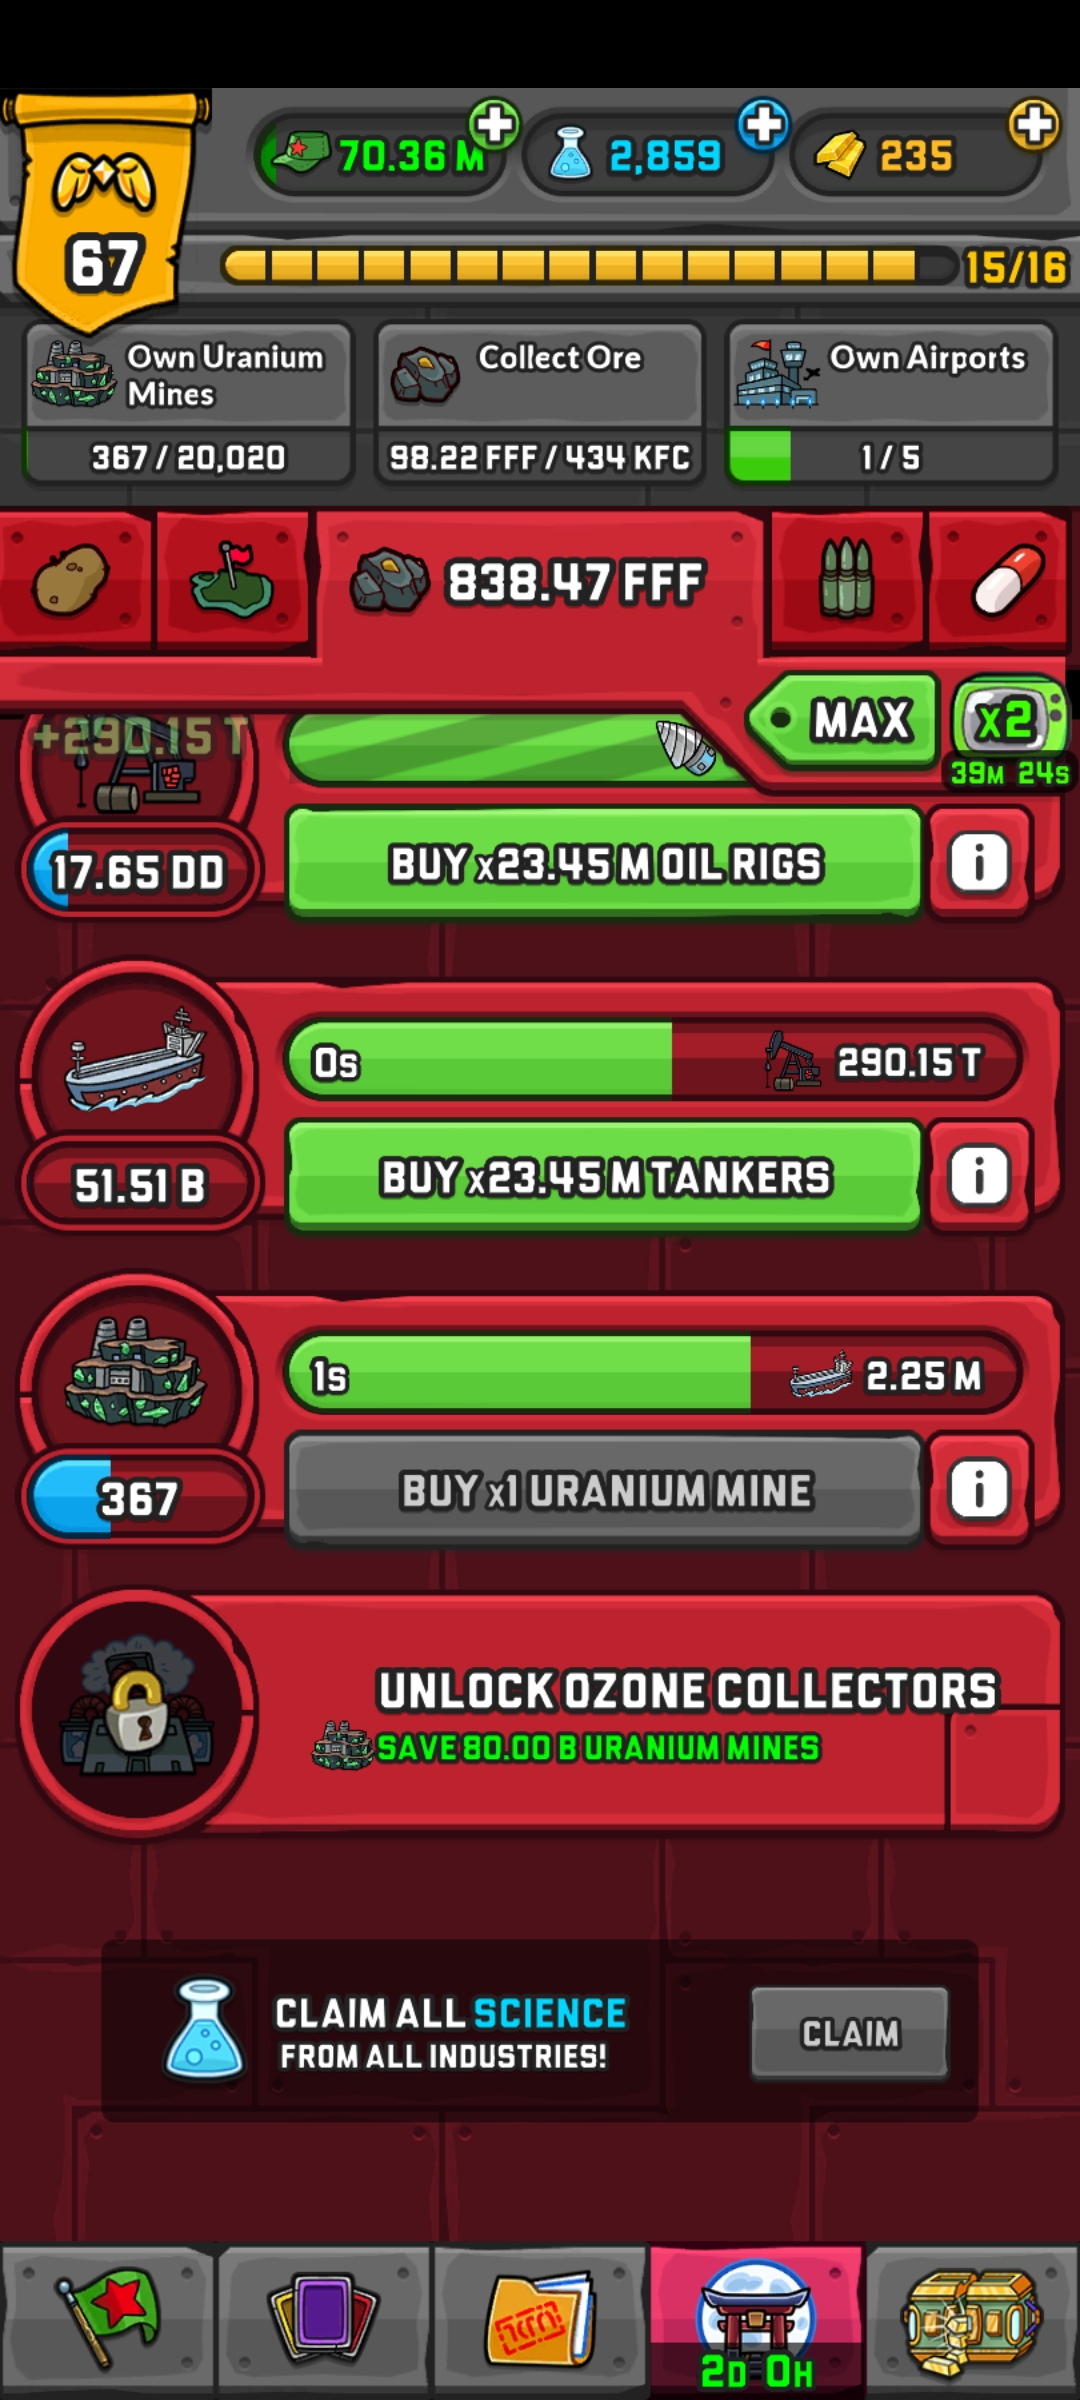 70.36 M
2,859
235
67
15/16
Own Uranium
Mines
367 / 20,020
Collect Ore
98.22 FFF / 434 KFC
Own Airports
1 / 5
838.47 FFF
MAX
x2
39M 24S
+290.15 T
17.65 DD
BUY x23.45 M OIL RIGS
i
0s
290.15 T
51.51 B
BUY x23.45 M TANKERS
i
1s
2.25 M
367
BUY x1 URANIUM MINE
i
UNLOCK OZONE COLLECTORS
SAVE 80.00 B URANIUM MINES
CLAIM ALL SCIENCE
FROM ALL INDUSTRIES!
CLAIM
2D 0H